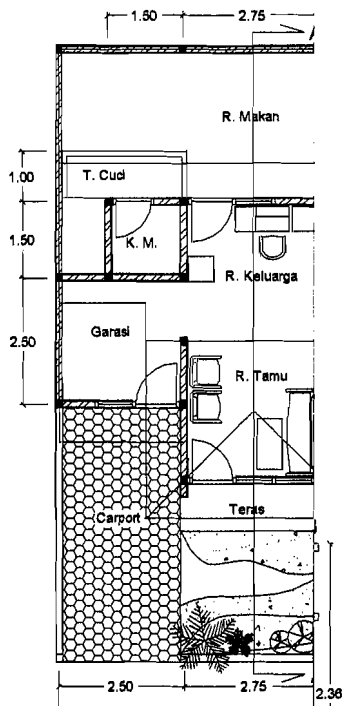 1.50 2.75
R. Makan
1.00
T. Cuci
1.50
K. M.
R. Keluarga
Garasi
2.50
R. Tamu
Carport
Teras
2.50 2.75
2.36